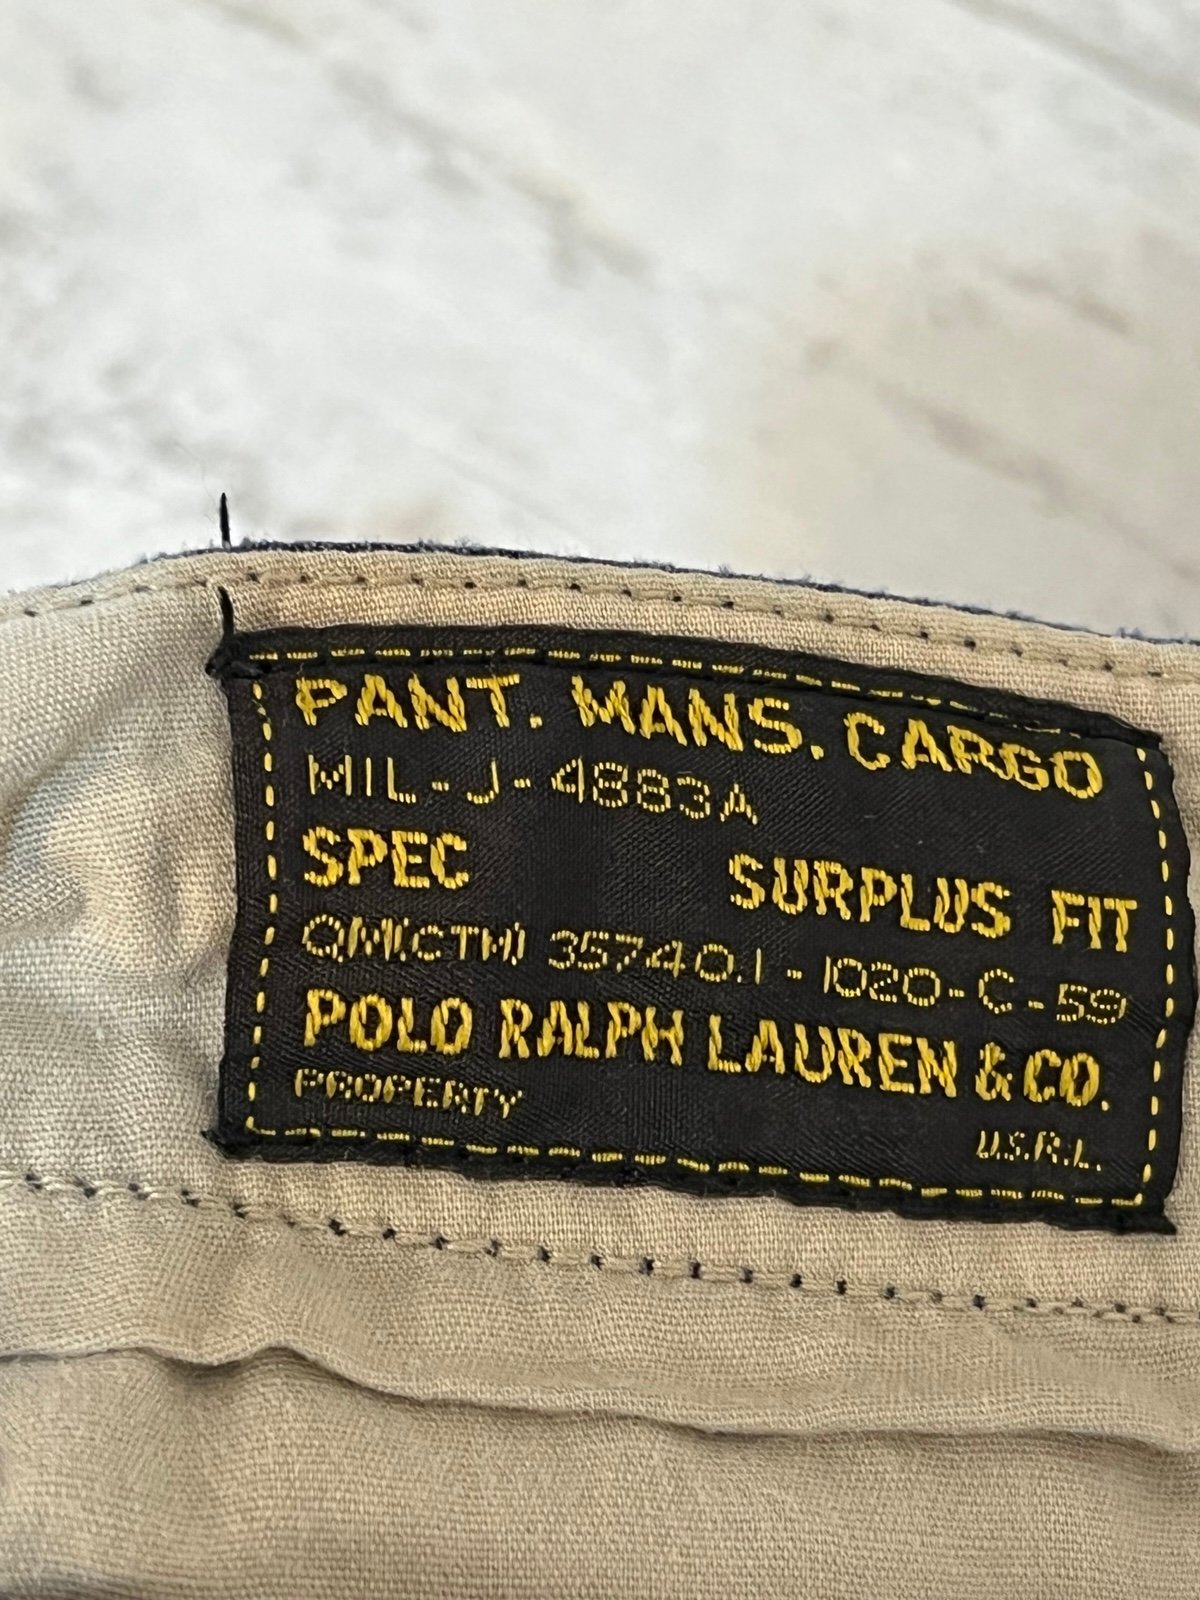 PANT. MANS. CARGO
MIL-J-4883A
SPEC SURPLUS FIT
QM(CTM) 35740.1-1020-C-59
POLO RALPH LAUREN & CO.
PROPERTY
U.S.R.L.